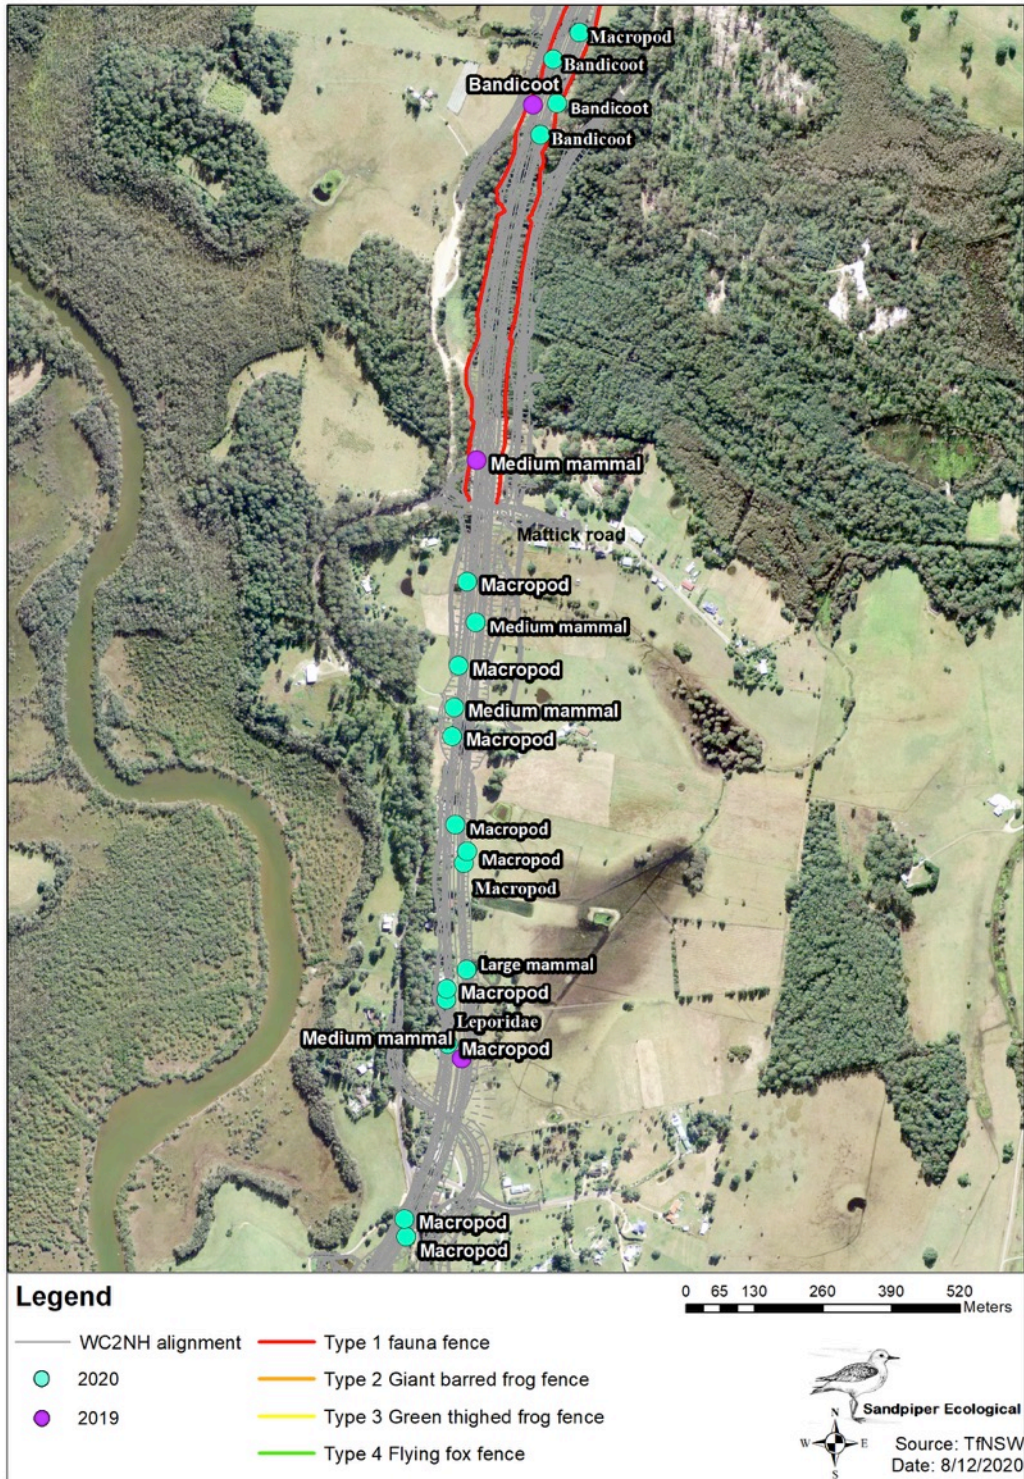 Macropod
Bandicoot
Bandicoot
Bandicoot
Bandicoot
Medium mammal
Mattick road
Macropod
Medium mammal
Macropod
Medium mammal
Macropod
Macropod
Macropod
Macropod
Large mammal
Macropod
Leporidae
Medium mammal
Macropod
Macropod
Macropod
Legend
0 65 130 260 390 520
Meters
WC2NH alignment
2020
2019
Type 1 fauna fence
Type 2 Giant barred frog fence
Type 3 Green thighed frog fence
Type 4 Flying fox fence
Sandpiper Ecological
N
W E
S
Source: TfNSW
Date: 8/12/2020